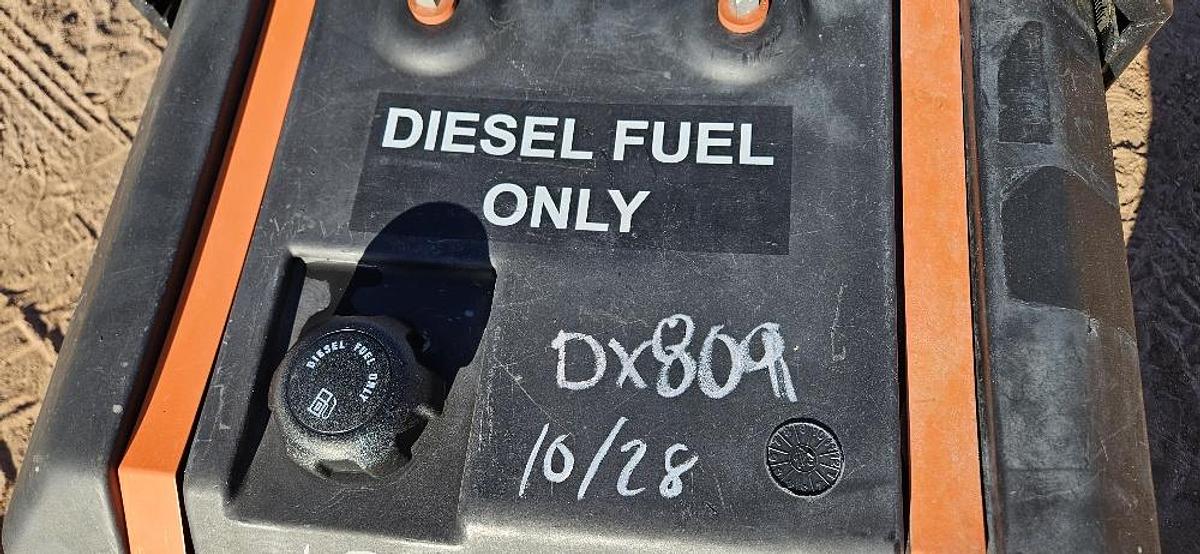 DIESEL FUEL
ONLY
DIESEL FUEL ONLY
DX809
10/28